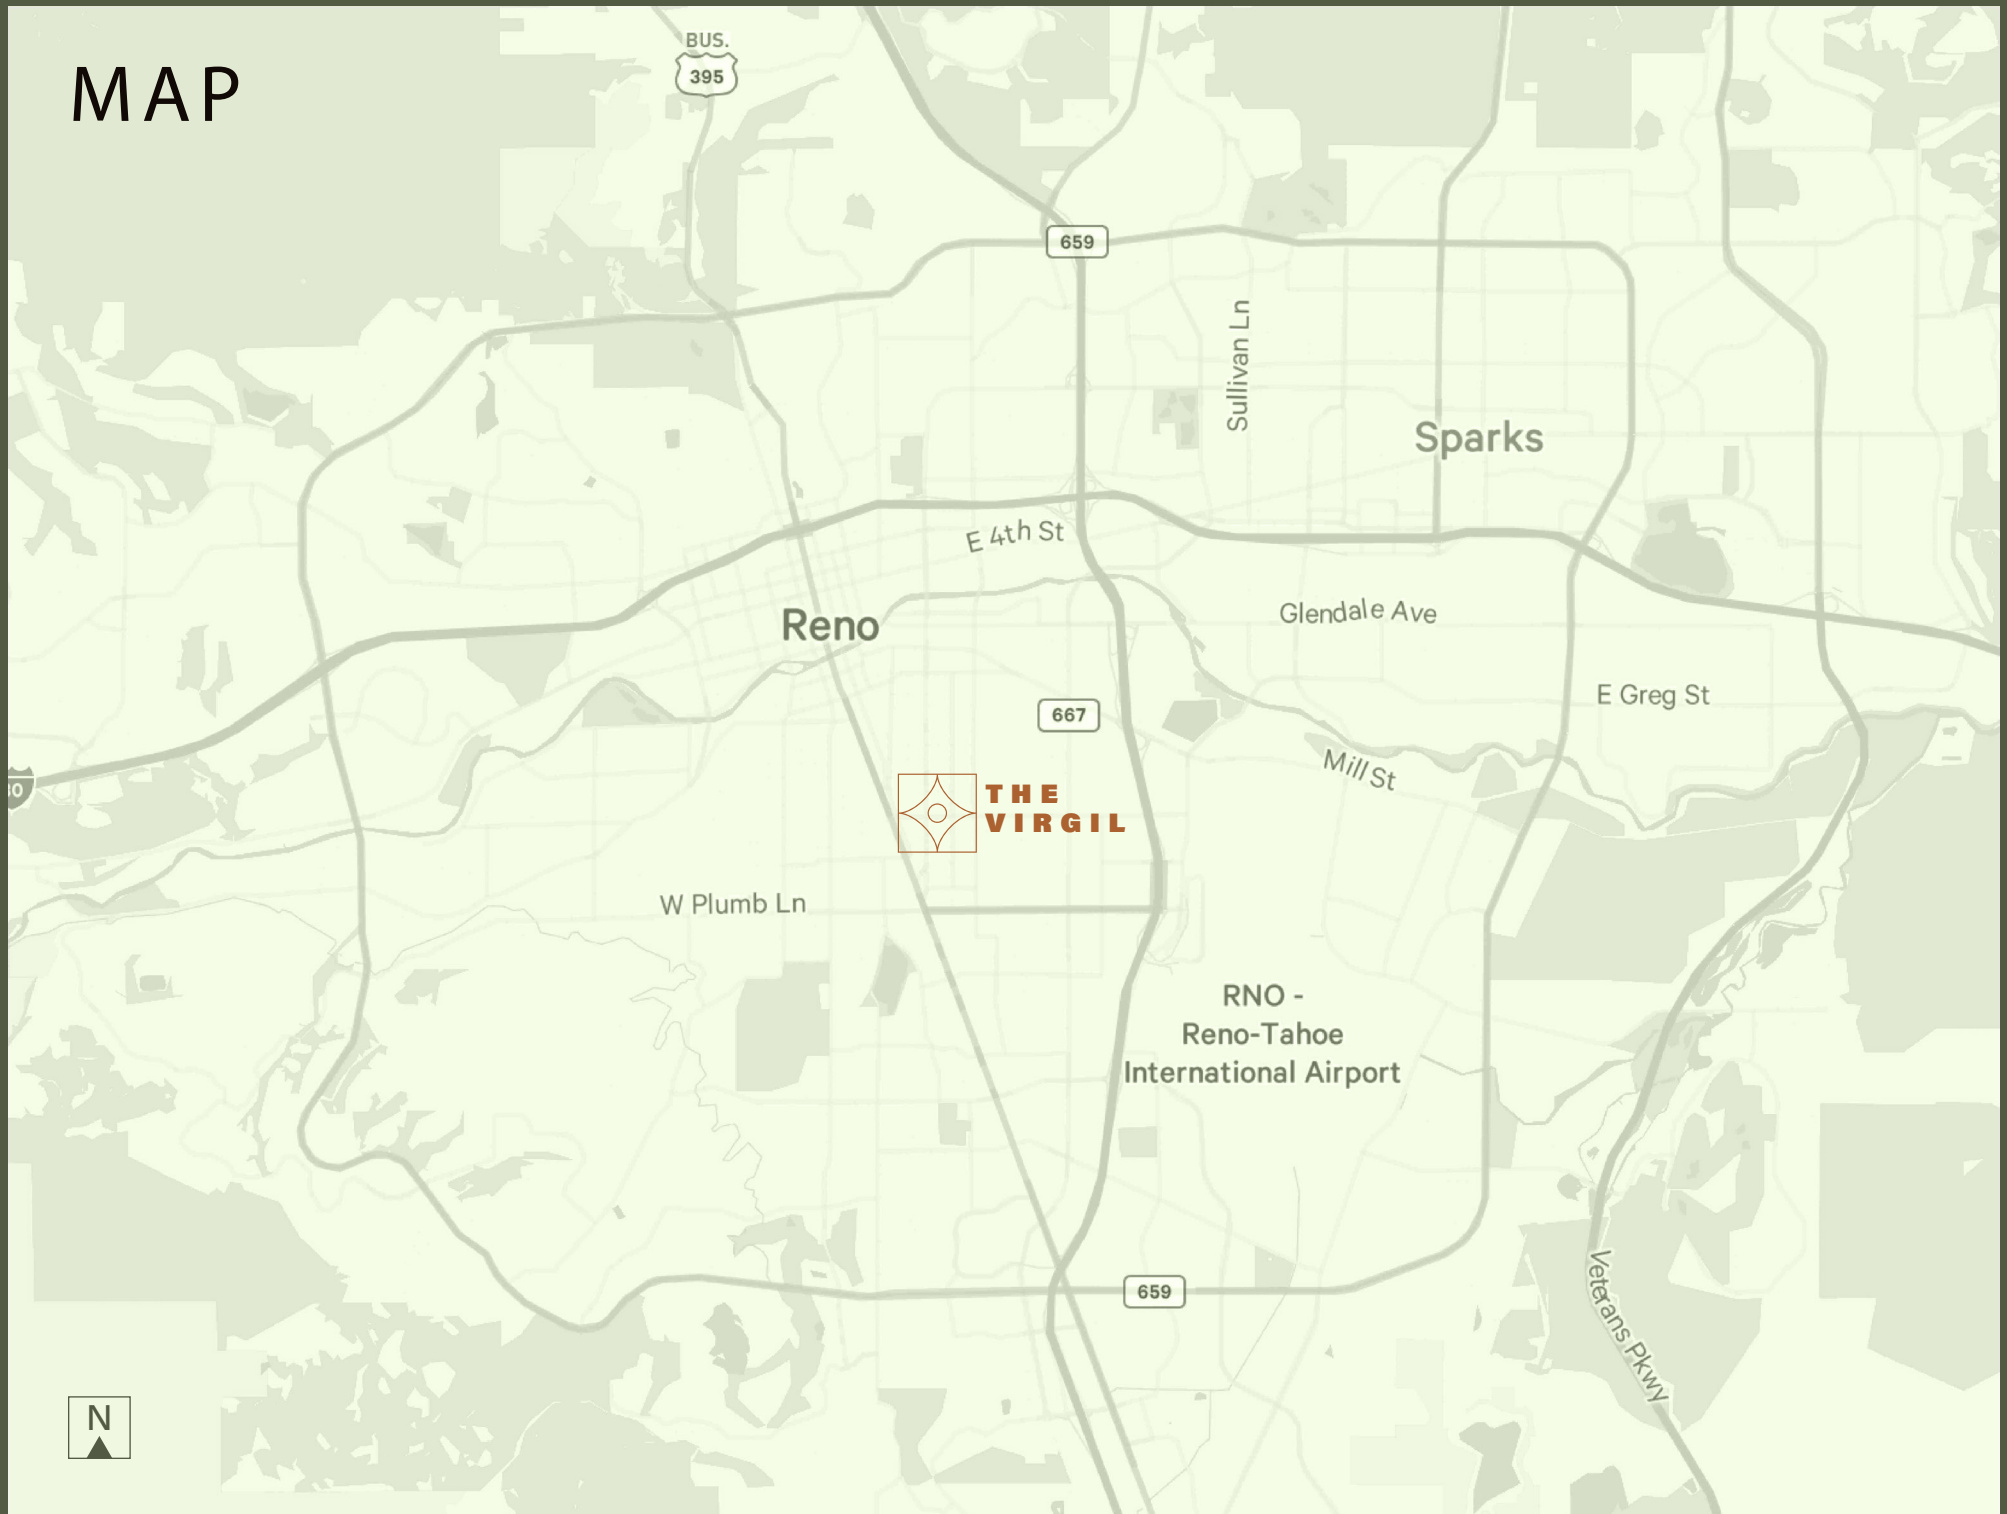 MAP
BUS.
395
659
Sullivan Ln
Sparks
E 4th St
Reno
Glendale Ave
E Greg St
667
Mill St
80
THE
VIRGIL
W Plumb Ln
RNO -
Reno-Tahoe
International Airport
659
Veterans Pkwy
N